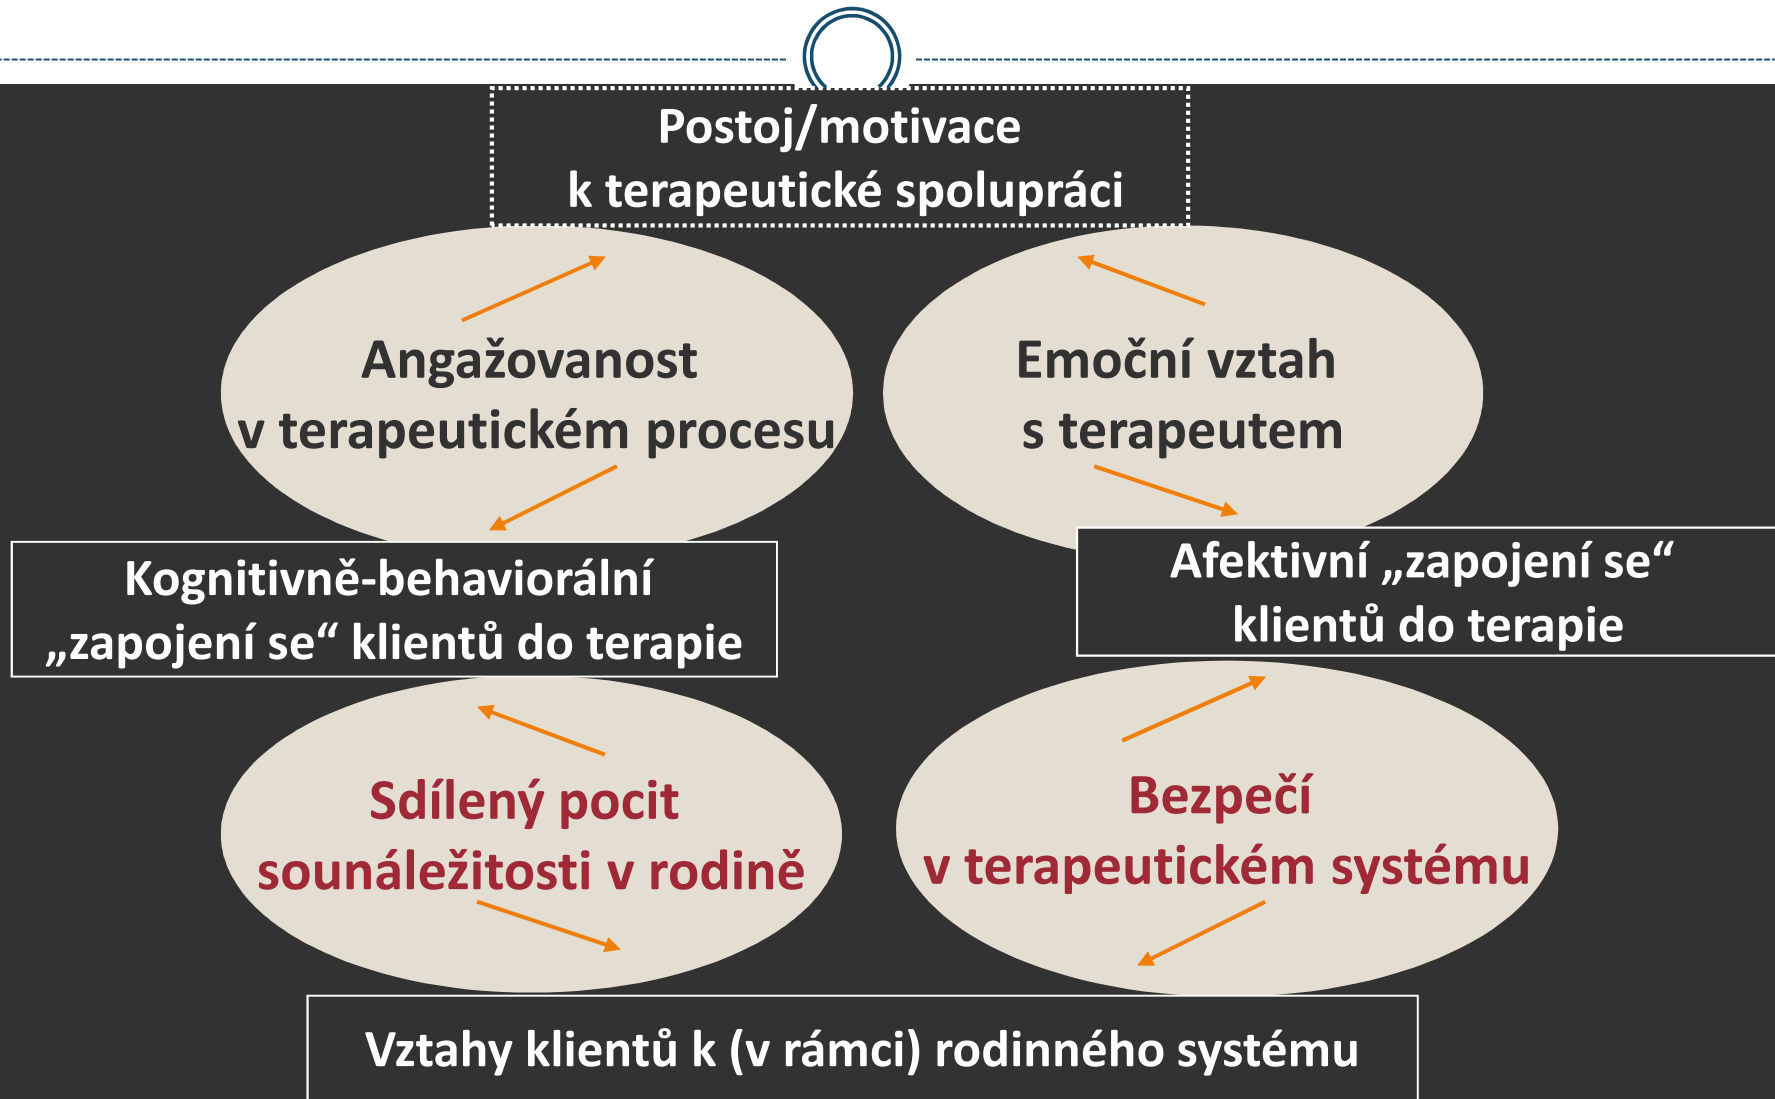 Postoj/motivace
k terapeutické spolupráci
Angažovanost
v terapeutickém procesu
Emoční vztah
s terapeutem
Kognitivně-behaviorální
„zapojení se“ klientů do terapie
Afektivní „zapojení se“
klientů do terapie
Sdílený pocit
sounáležitosti v rodině
Bezpečí
v terapeutickém systému
Vztahy klientů k (v rámci) rodinného systému